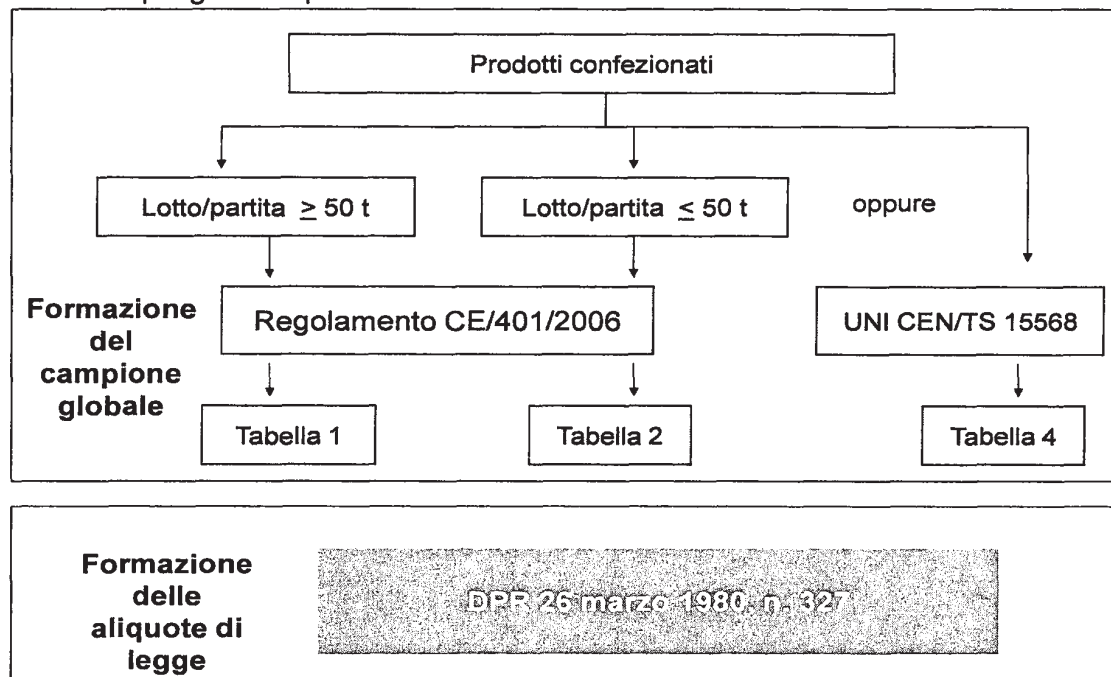 Prodotti confezionati
Lotto/partita ≥ 50 t
Lotto/partita ≤ 50 t
oppure
Formazione
del
campione
globale
Regolamento CE/401/2006
UNI CEN/TS 15568
Tabella 1
Tabella 2
Tabella 4
Formazione
delle
aliquote di
legge
DPR 26 marzo 1980, n. 327